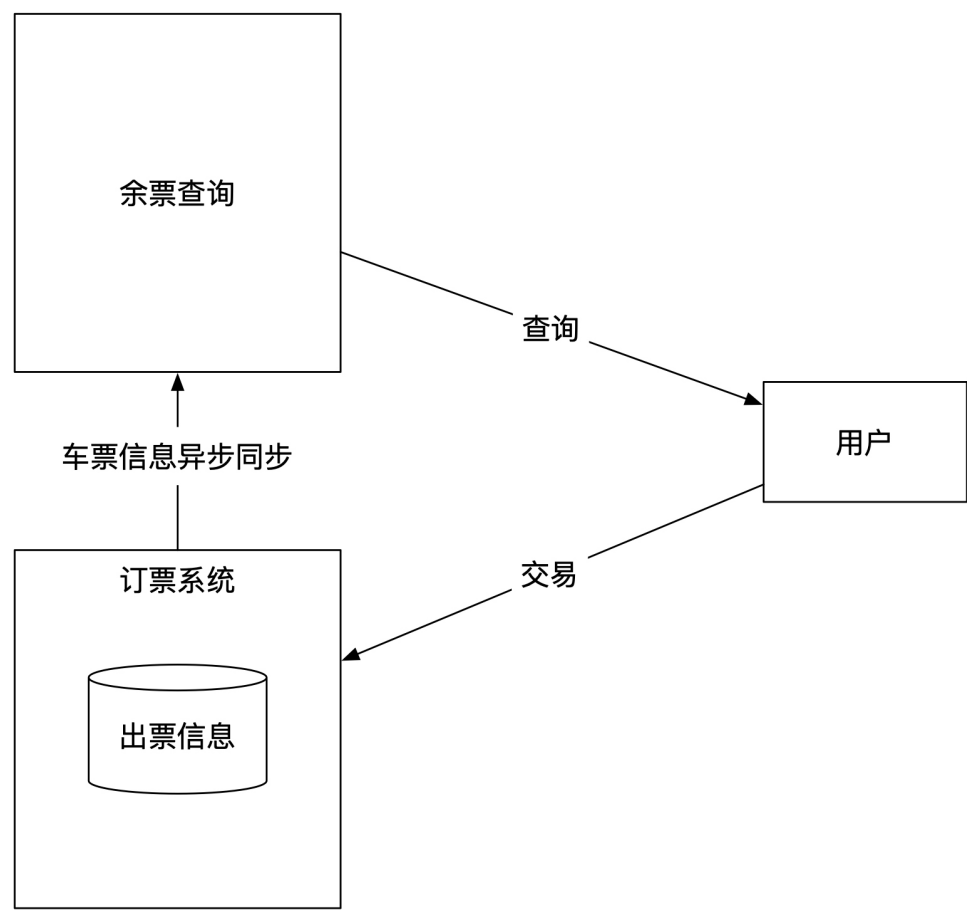 余票查询
查询
用户
车票信息异步同步
交易
订票系统
出票信息